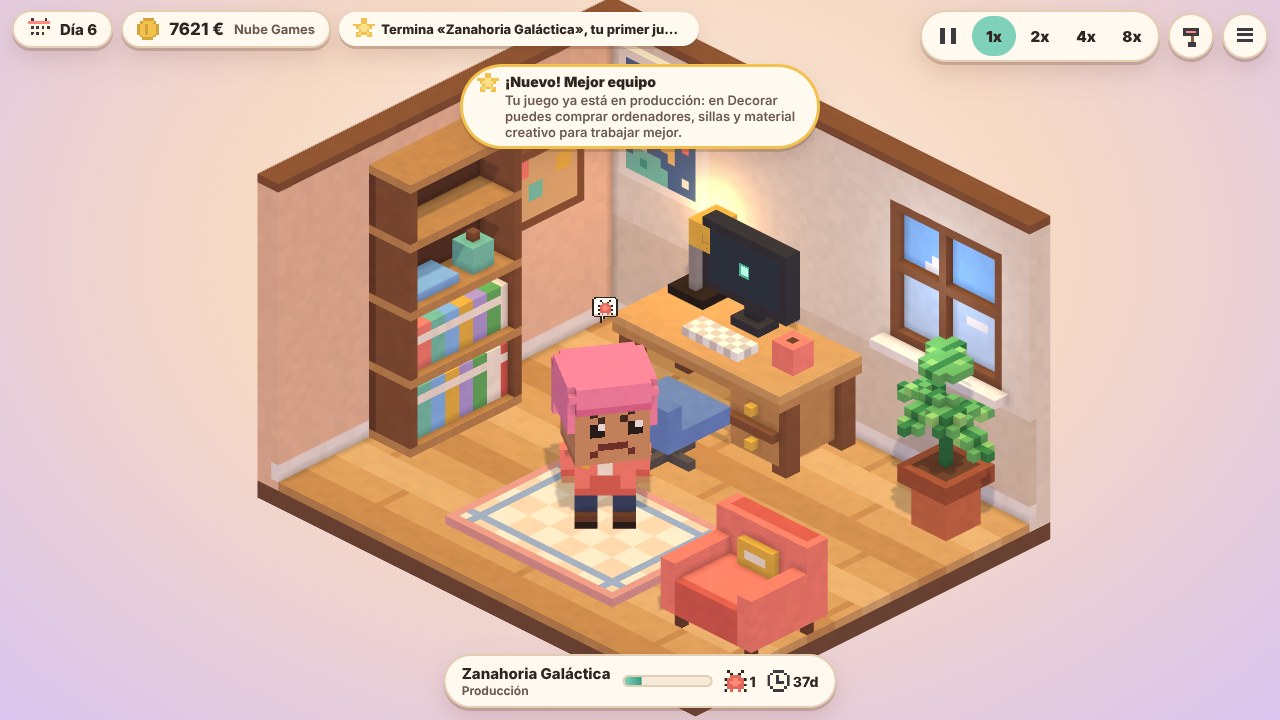 Día 6
7621 € Nube Games
Termina «Zanahoria Galáctica», tu primer ju...
1x 2x 4x 8x
¡Nuevo! Mejor equipo
Tu juego ya está en producción: en Decorar
puedes comprar ordenadores, sillas y material
creativo para trabajar mejor.
Zanahoria Galáctica
Producción
1
37d